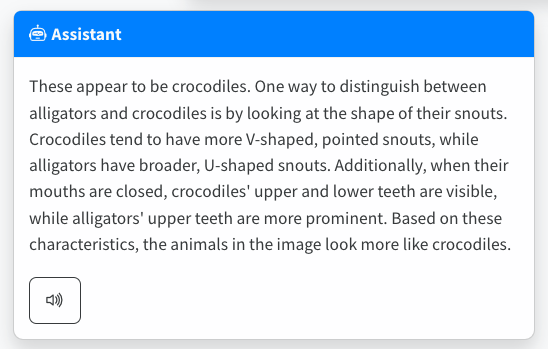 Assistant
These appear to be crocodiles. One way to distinguish between
alligators and crocodiles is by looking at the shape of their snouts.
Crocodiles tend to have more V-shaped, pointed snouts, while
alligators have broader, U-shaped snouts. Additionally, when their
mouths are closed, crocodiles' upper and lower teeth are visible,
while alligators' upper teeth are more prominent. Based on these
characteristics, the animals in the image look more like crocodiles.